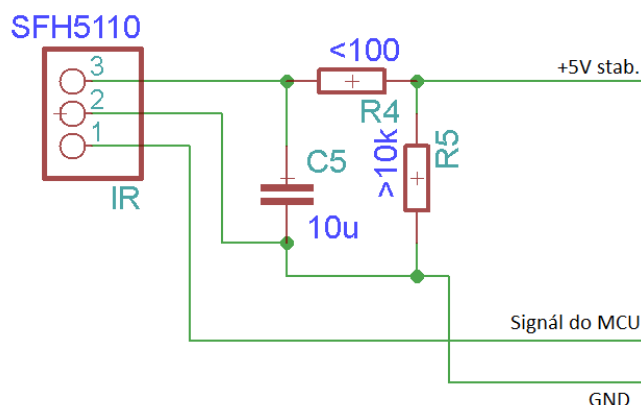 SFH5110
3
2
1
IR
<100
R4
+5V stab.
C5
10u
>10k
R5
Signál do MCU
GND